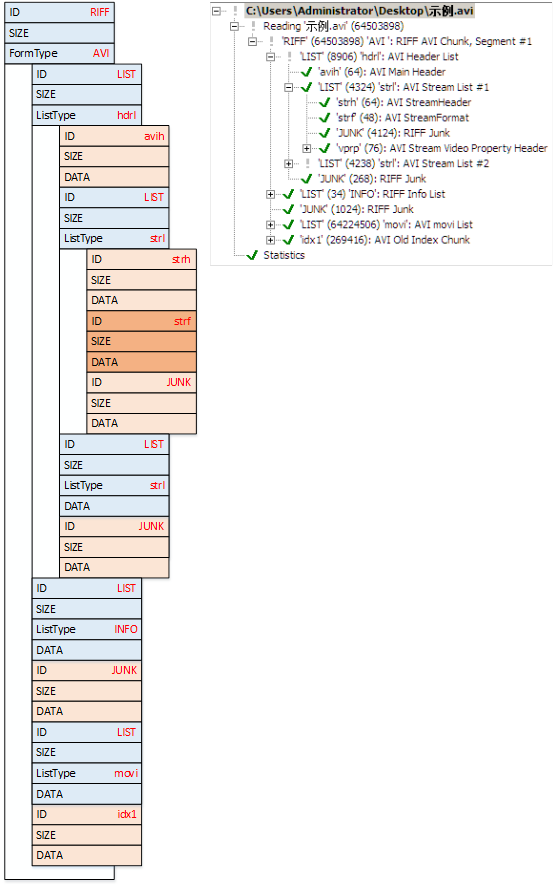 ID RIFF
SIZE
FormType AVI
ID LIST
SIZE
ListType hdrl
ID avih
SIZE
DATA
ID LIST
SIZE
ListType strl
ID strh
SIZE
DATA
ID strf
SIZE
DATA
ID JUNK
SIZE
DATA
ID LIST
SIZE
ListType strl
DATA
ID JUNK
SIZE
DATA
ID LIST
SIZE
ListType INFO
DATA
ID JUNK
SIZE
DATA
ID LIST
SIZE
ListType movi
DATA
ID idx1
SIZE
DATA
C:\Users\Administrator\Desktop\示例.avi
Reading '示例.avi' (64503898)
'RIFF' (64503898) 'AVI ': RIFF AVI Chunk, Segment #1
'LIST' (8906) 'hdrl': AVI Header List
'avih' (64): AVI Main Header
'LIST' (4324) 'strl': AVI Stream List #1
'strh' (64): AVI StreamHeader
'strf' (48): AVI StreamFormat
'JUNK' (4124): RIFF Junk
'vprp' (76): AVI Stream Video Property Header
'LIST' (4238) 'strl': AVI Stream List #2
'JUNK' (268): RIFF Junk
'LIST' (34) 'INFO': RIFF Info List
'JUNK' (1024): RIFF Junk
'LIST' (64224506) 'movi': AVI movi List
'idx1' (269416): AVI Old Index Chunk
Statistics